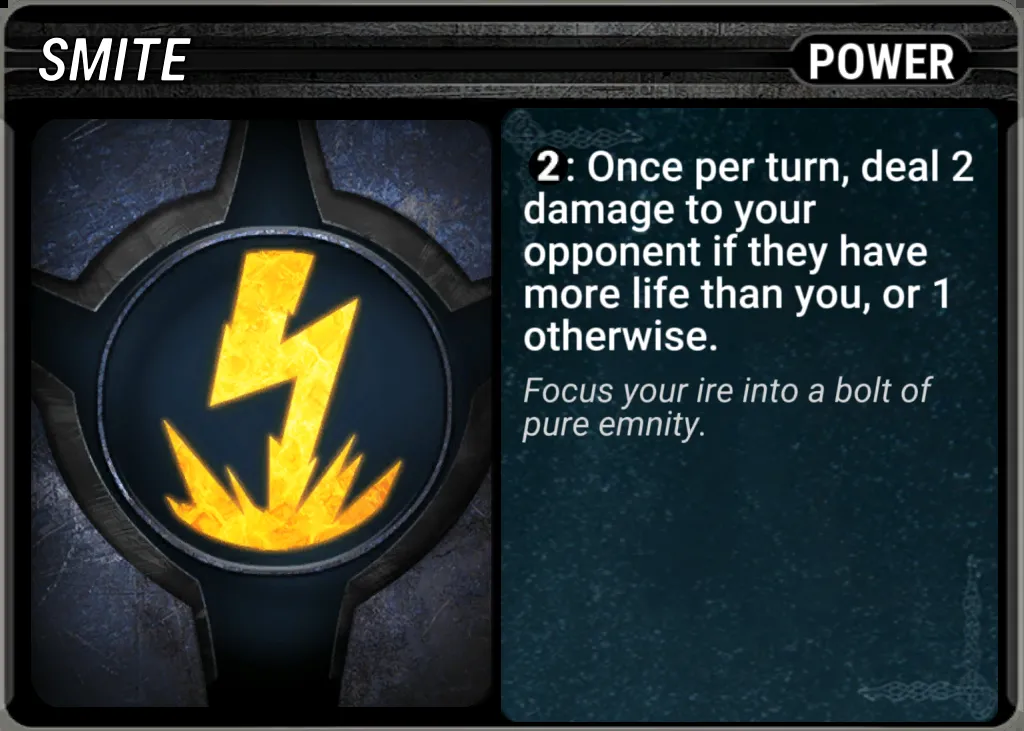 SMITE
POWER
2: Once per turn, deal 2
damage to your
opponent if they have
more life than you, or 1
otherwise.
Focus your ire into a bolt of
pure emnity.